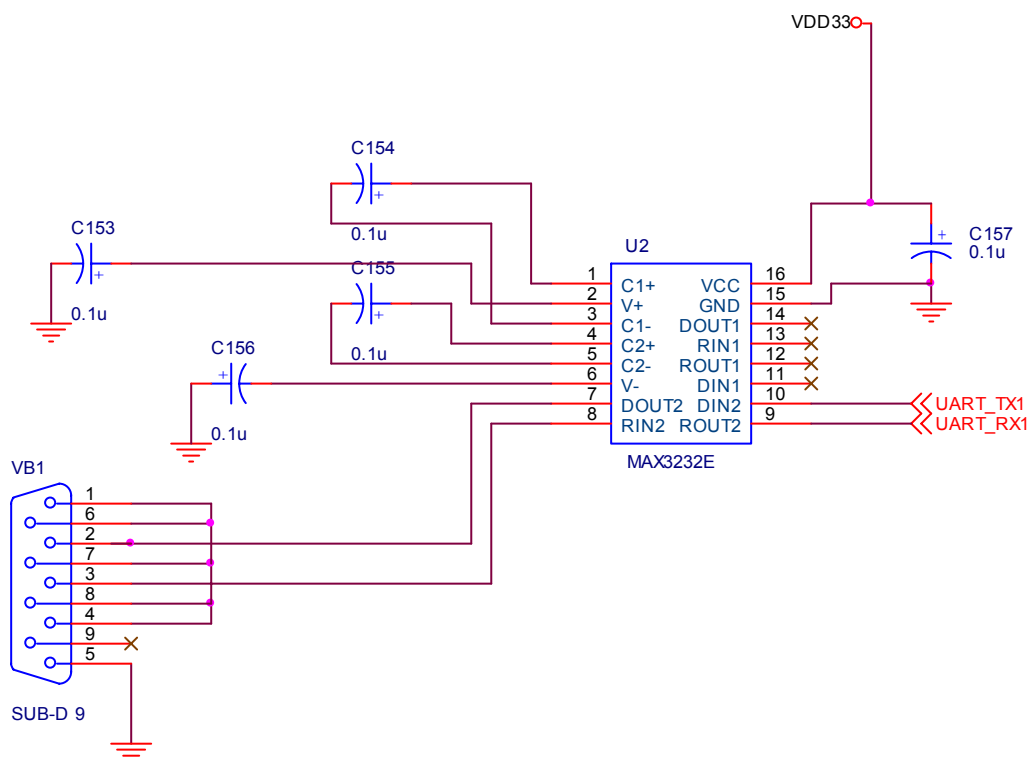 VDD33
C154
+
0.1u
C153
+
0.1u
C155
+
0.1u
C156
+
0.1u
C157
+
0.1u
U2
1 C1+ VCC 16
2 V+ GND 15
3 C1- DOUT1 14
4 C2+ RIN1 13
5 C2- ROUT1 12
6 V- DIN1 11
7 DOUT2 DIN2 10
8 RIN2 ROUT2 9
UART_TX1
UART_RX1
MAX3232E
VB1
1
6
2
7
3
8
4
9
5
SUB-D 9